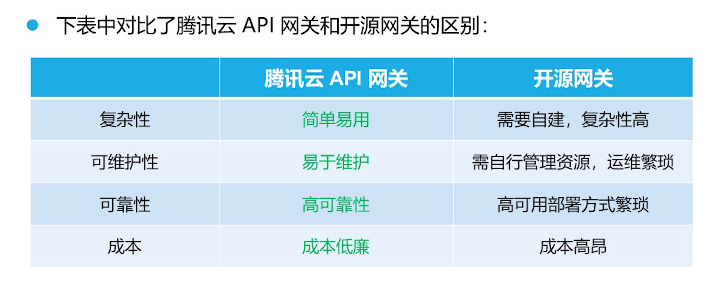 下表中对比了腾讯云 API 网关和开源网关的区别：
腾讯云 API 网关 开源网关
复杂性 简单易用 需要自建，复杂性高
可维护性 易于维护 需自行管理资源，运维繁琐
可靠性 高可靠性 高可用部署方式繁琐
成本 成本低廉 成本高昂